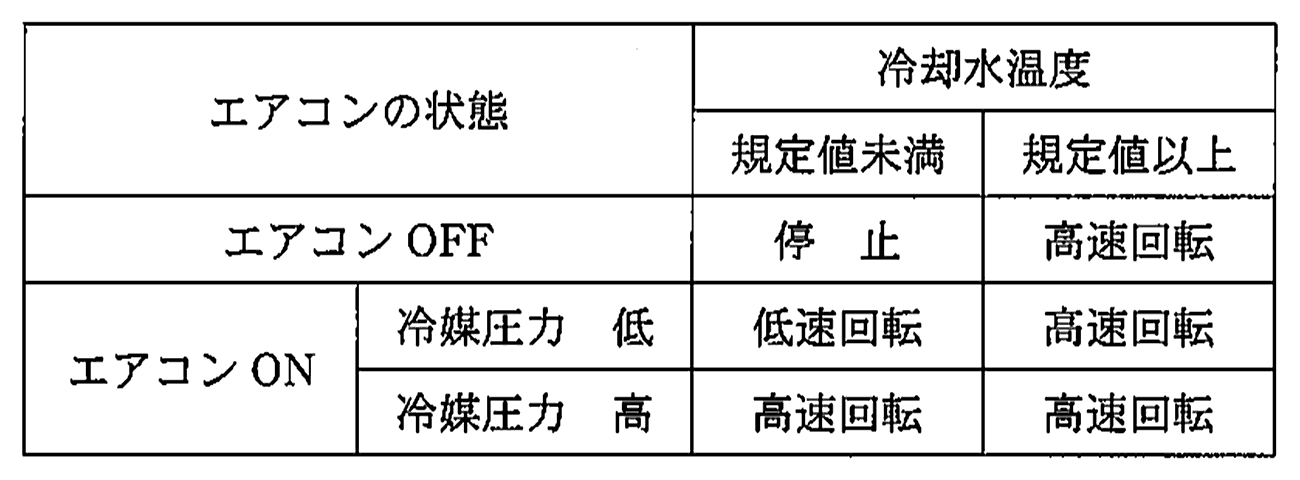 エアコンの状態
冷却水温度
規定値未満
規定値以上
エアコン OFF
停　止
高速回転
エアコン ON
冷媒圧力　低
低速回転
高速回転
冷媒圧力　高
高速回転
高速回転